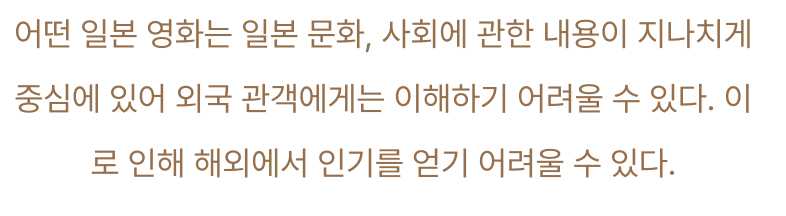 어떤 일본 영화는 일본 문화, 사회에 관한 내용이 지나치게
중심에 있어 외국 관객에게는 이해하기 어려울 수 있다. 이
로 인해 해외에서 인기를 얻기 어려울 수 있다.